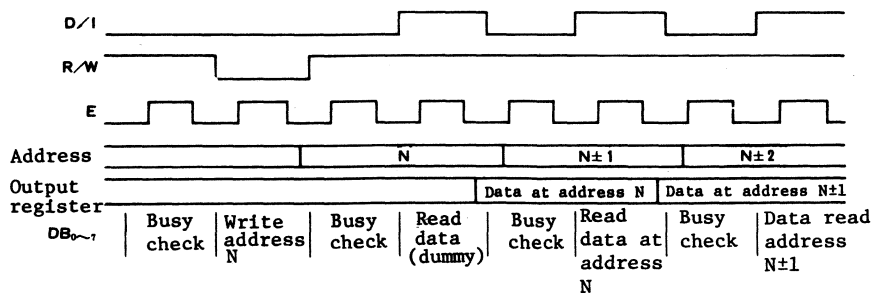 D/I
R/W
E
Address N N±1 N±2
Output register Data at address N Data at address N±1
DB₀～₇ Busy check Write address N Busy check Read data (dummy) Busy check Read data at address N Busy check Data read address N±1